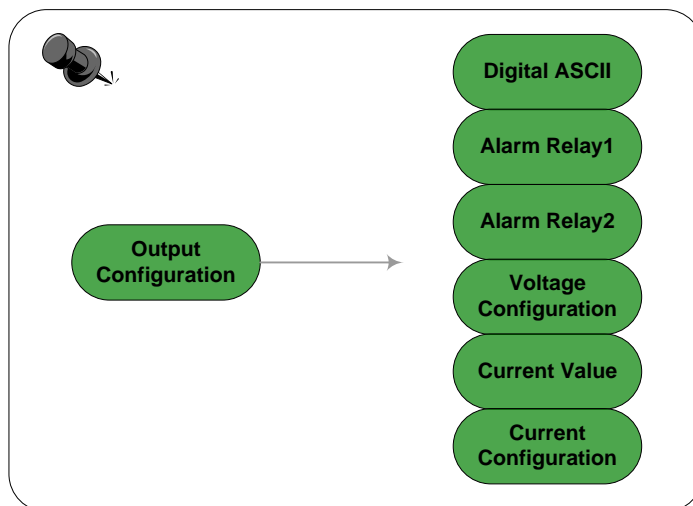 Digital ASCII
Alarm Relay1
Alarm Relay2
Output
Configuration
Voltage
Configuration
Current Value
Current
Configuration